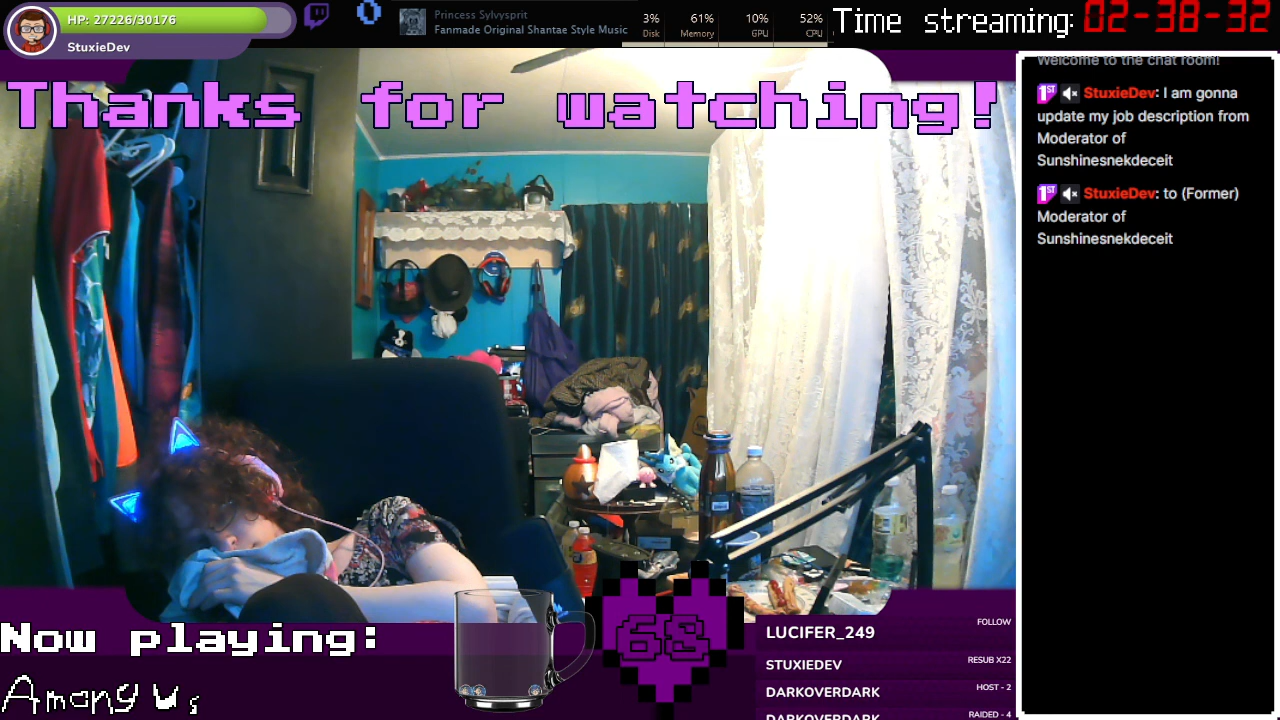 HP: 27226/30176
StuxieDev
Princess Sylvysprit
Fanmade Original Shantae Style Music
3% 61% 10% 52%
Disk Memory GPU CPU
Time streaming: 02-38-32
Thanks for watching!
Welcome to the chat room!
1ST StuxieDev: I am gonna
update my job description from
Moderator of
Sunshinesnekdeceit
1ST StuxieDev: to (Former)
Moderator of
Sunshinesnekdeceit
Now playing:
Among Us
68
LUCIFER_249 FOLLOW
STUXIEDEV RESUB X22
DARKOVERDARK HOST - 2
DARKOVERDARK RAIDED - 4